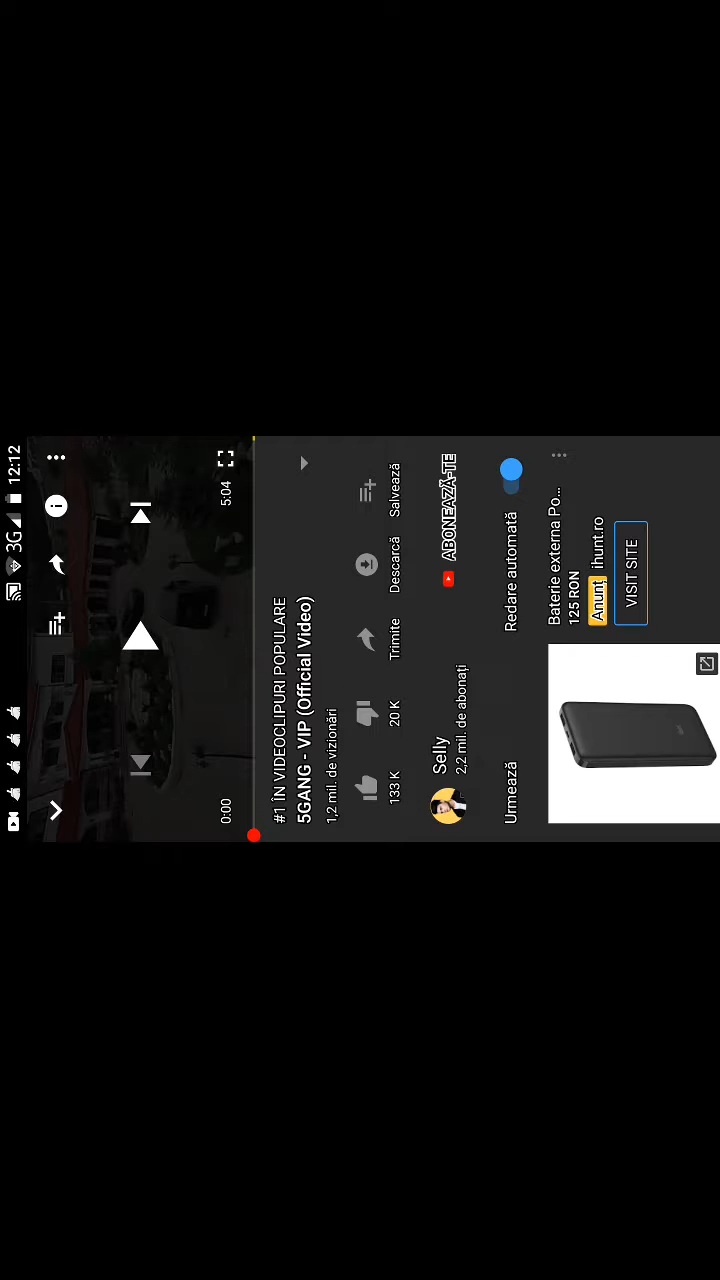 3G 12:12
0:00 5:04
#1 ÎN VIDEOCLIPURI POPULARE
5GANG - VIP (Official Video)
1,2 mil. de vizionări
133 K 20 K Trimite Descarcă Salvează
Selly ABONEAZĂ-TE
2,2 mil. de abonați
Urmează Redare automată
Baterie externa Po...
125 RON
Anunț ihunt.ro
VISIT SITE